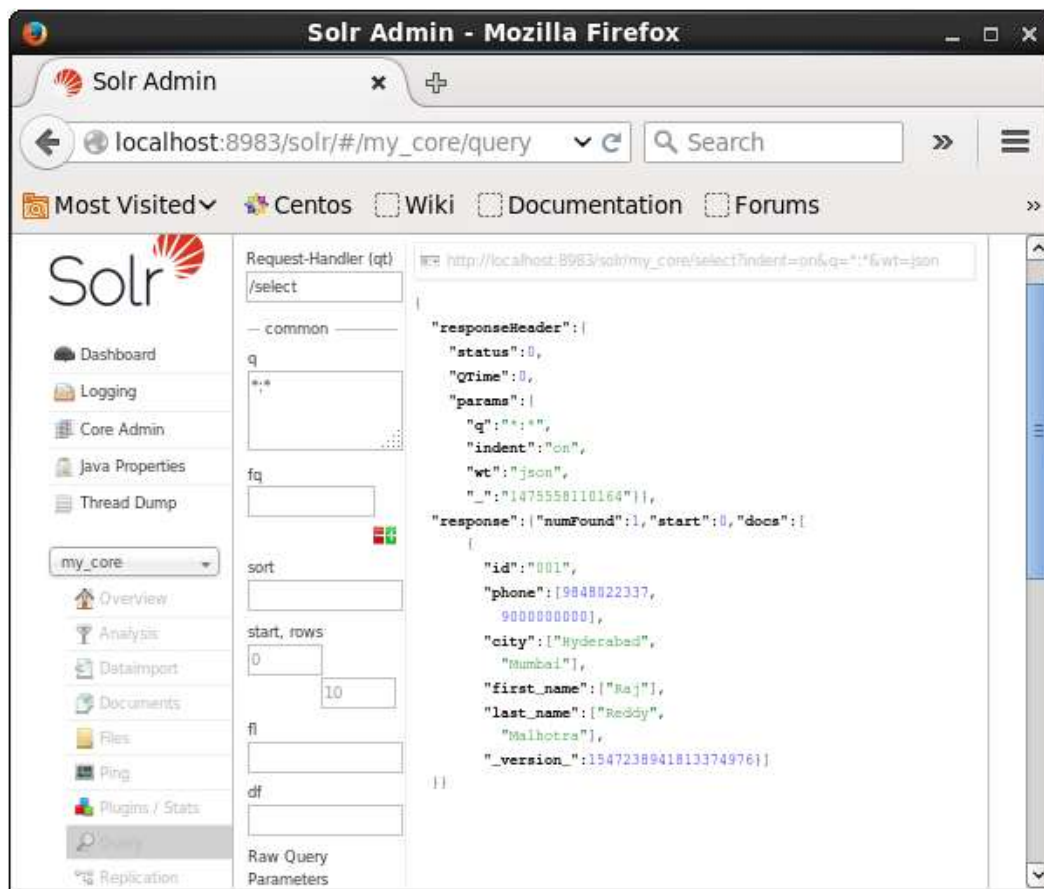 Solr Admin - Mozilla Firefox
Solr Admin
localhost:8983/solr/#/my_core/query
Search
Most Visited
Centos
Wiki
Documentation
Forums
Solr
Dashboard
Logging
Core Admin
Java Properties
Thread Dump
my_core
Overview
Analysis
Dataimport
Documents
Files
Ping
Plugins / Stats
Query
Replication
Request-Handler (qt)
/select
common
q
*:*
fq
sort
start, rows
0
10
fl
df
Raw Query
Parameters
http://localhost:8983/solr/my_core/select?indent=on&q=*:*&wt=json
{
"responseHeader":{
"status":0,
"QTime":0,
"params":{
"q":"*:*",
"indent":"on",
"wt":"json",
"_":"1475558110164"}},
"response":{"numFound":1,"start":0,"docs":[
{
"id":"001",
"phone":[9848022337,
9000000000],
"city":["Hyderabad",
"Mumbai"],
"first_name":["Raj"],
"last_name":["Reddy",
"Malhotra"],
"_version_":1547238941813374976}]
}}